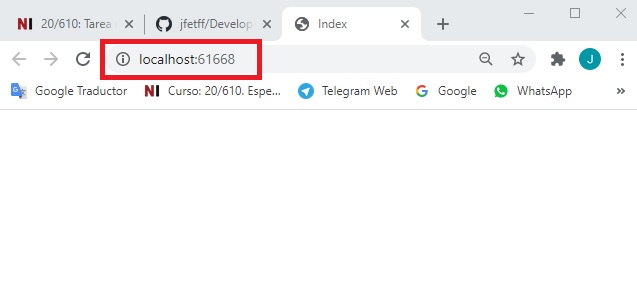 NI 20/610: Tarea
jfetff/Develop
Index
localhost:61668
J
Google Traductor
NI Curso: 20/610. Espe...
Telegram Web
G Google
WhatsApp
»